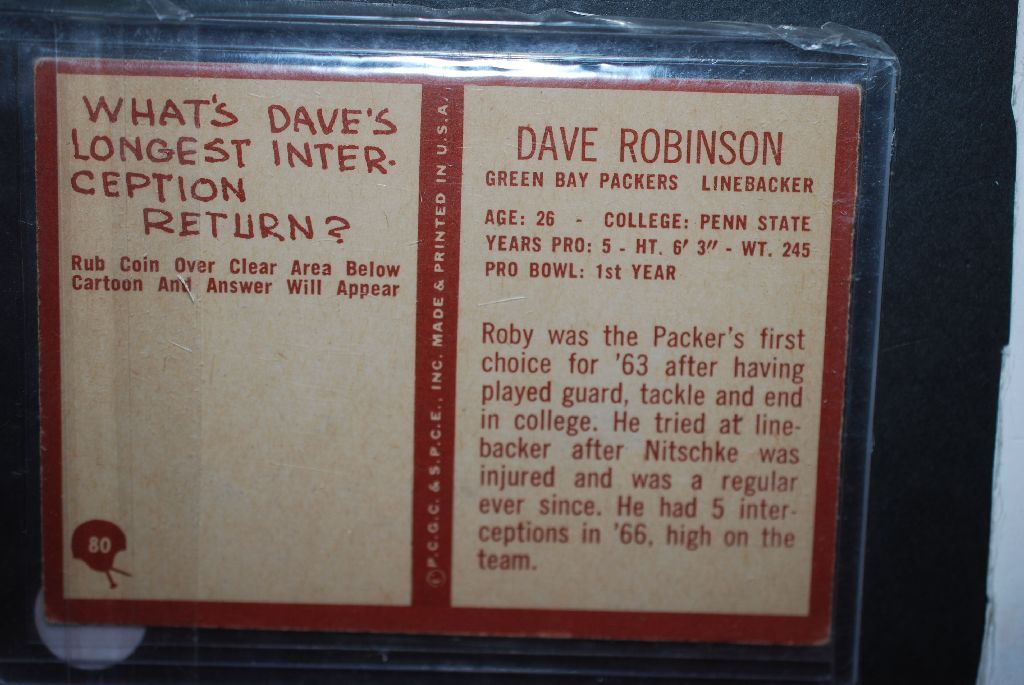 WHAT'S DAVE'S
LONGEST INTER-
CEPTION
RETURN?
Rub Coin Over Clear Area Below
Cartoon And Answer Will Appear
80
©P.C.G.C. & S.P.C.E., INC. MADE & PRINTED IN U.S.A.
DAVE ROBINSON
GREEN BAY PACKERS LINEBACKER
AGE: 26 - COLLEGE: PENN STATE
YEARS PRO: 5 - HT. 6' 3" - WT. 245
PRO BOWL: 1st YEAR
Roby was the Packer's first
choice for '63 after having
played guard, tackle and end
in college. He tried at line-
backer after Nitschke was
injured and was a regular
ever since. He had 5 inter-
ceptions in '66, high on the
team.